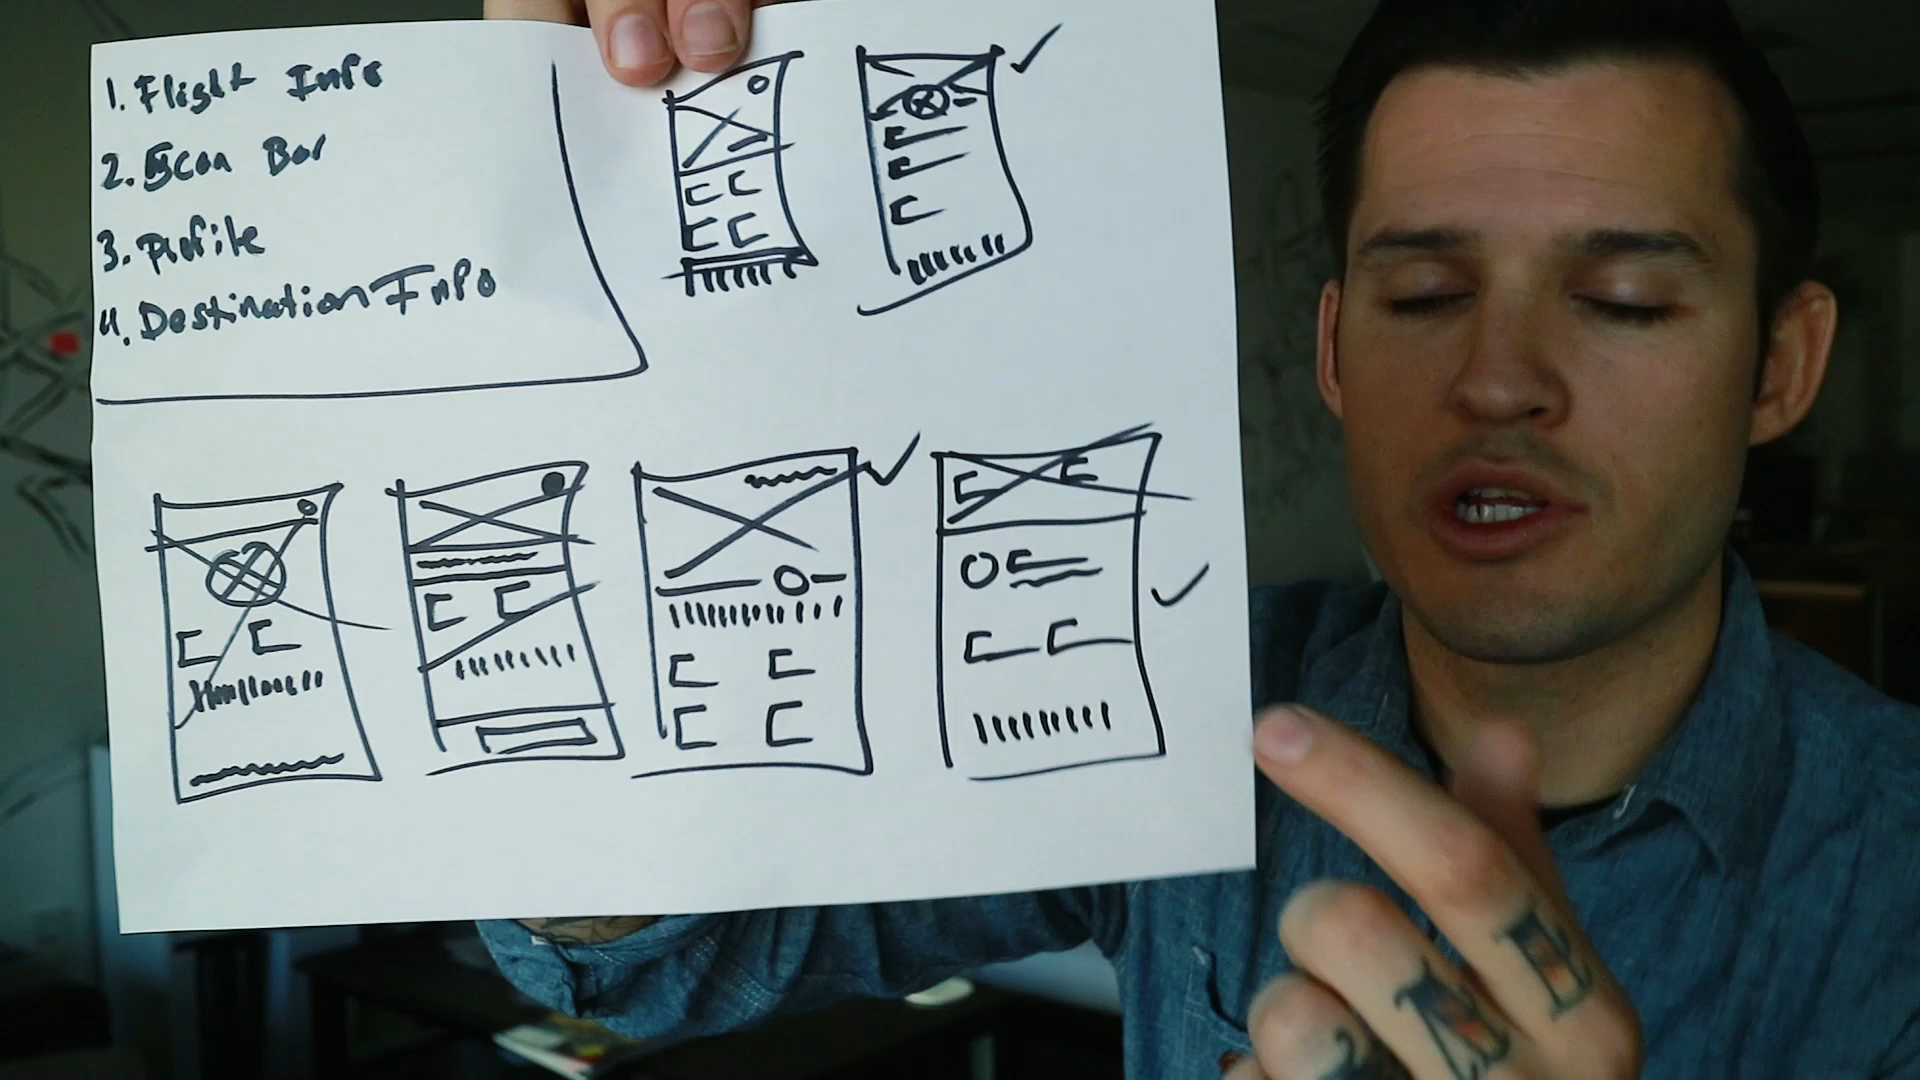 1. Flight Info
2. Scan Bar
3. Profile
4. Destination Info